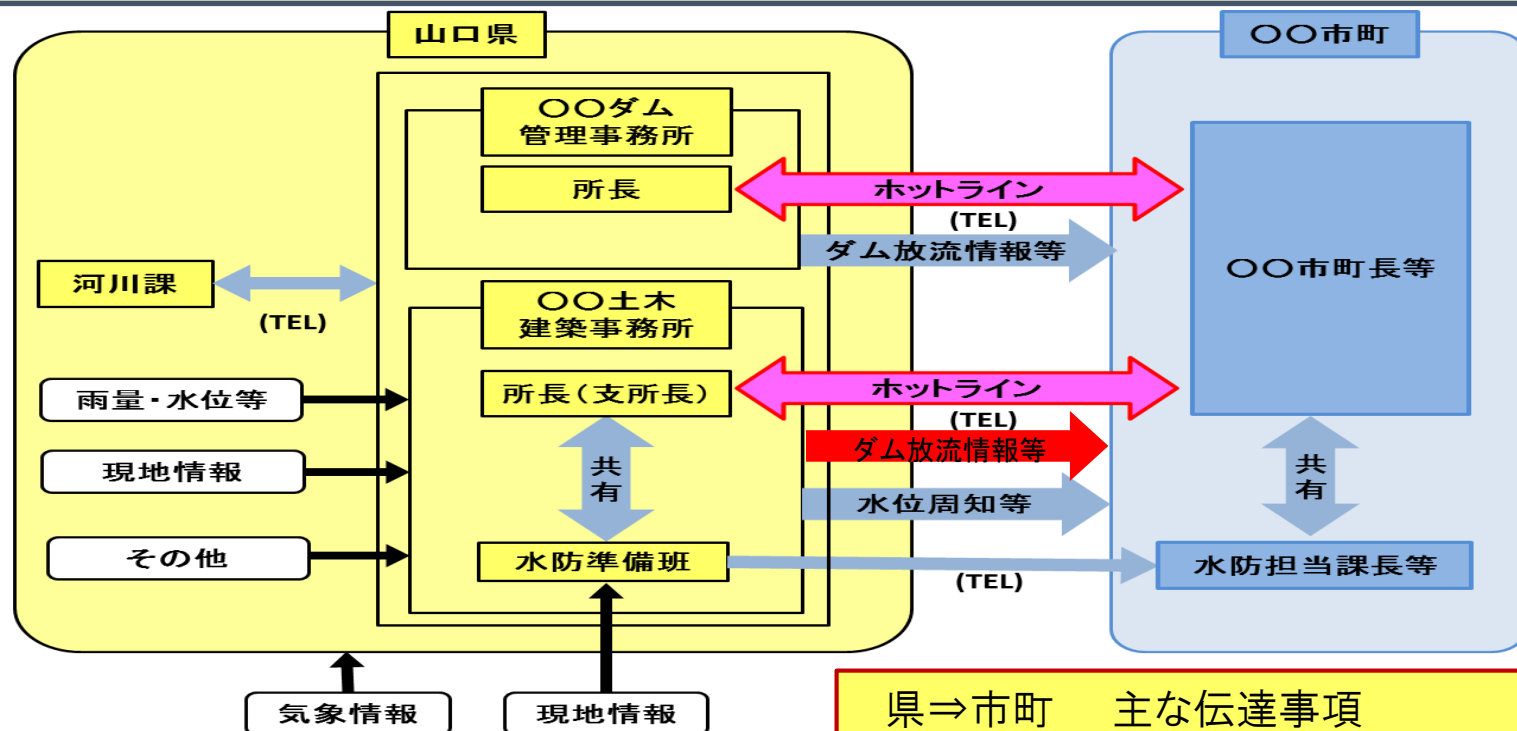 山口県
〇〇市町
〇〇ダム
管理事務所
所長
ホットライン
(TEL)
ダム放流情報等
〇〇市町長等
河川課
(TEL)
〇〇土木
建築事務所
所長(支所長)
ホットライン
(TEL)
ダム放流情報等
雨量・水位等
現地情報
共有
水位周知等
共有
その他
水防準備班
(TEL)
水防担当課長等
気象情報
現地情報
県⇒市町 主な伝達事項